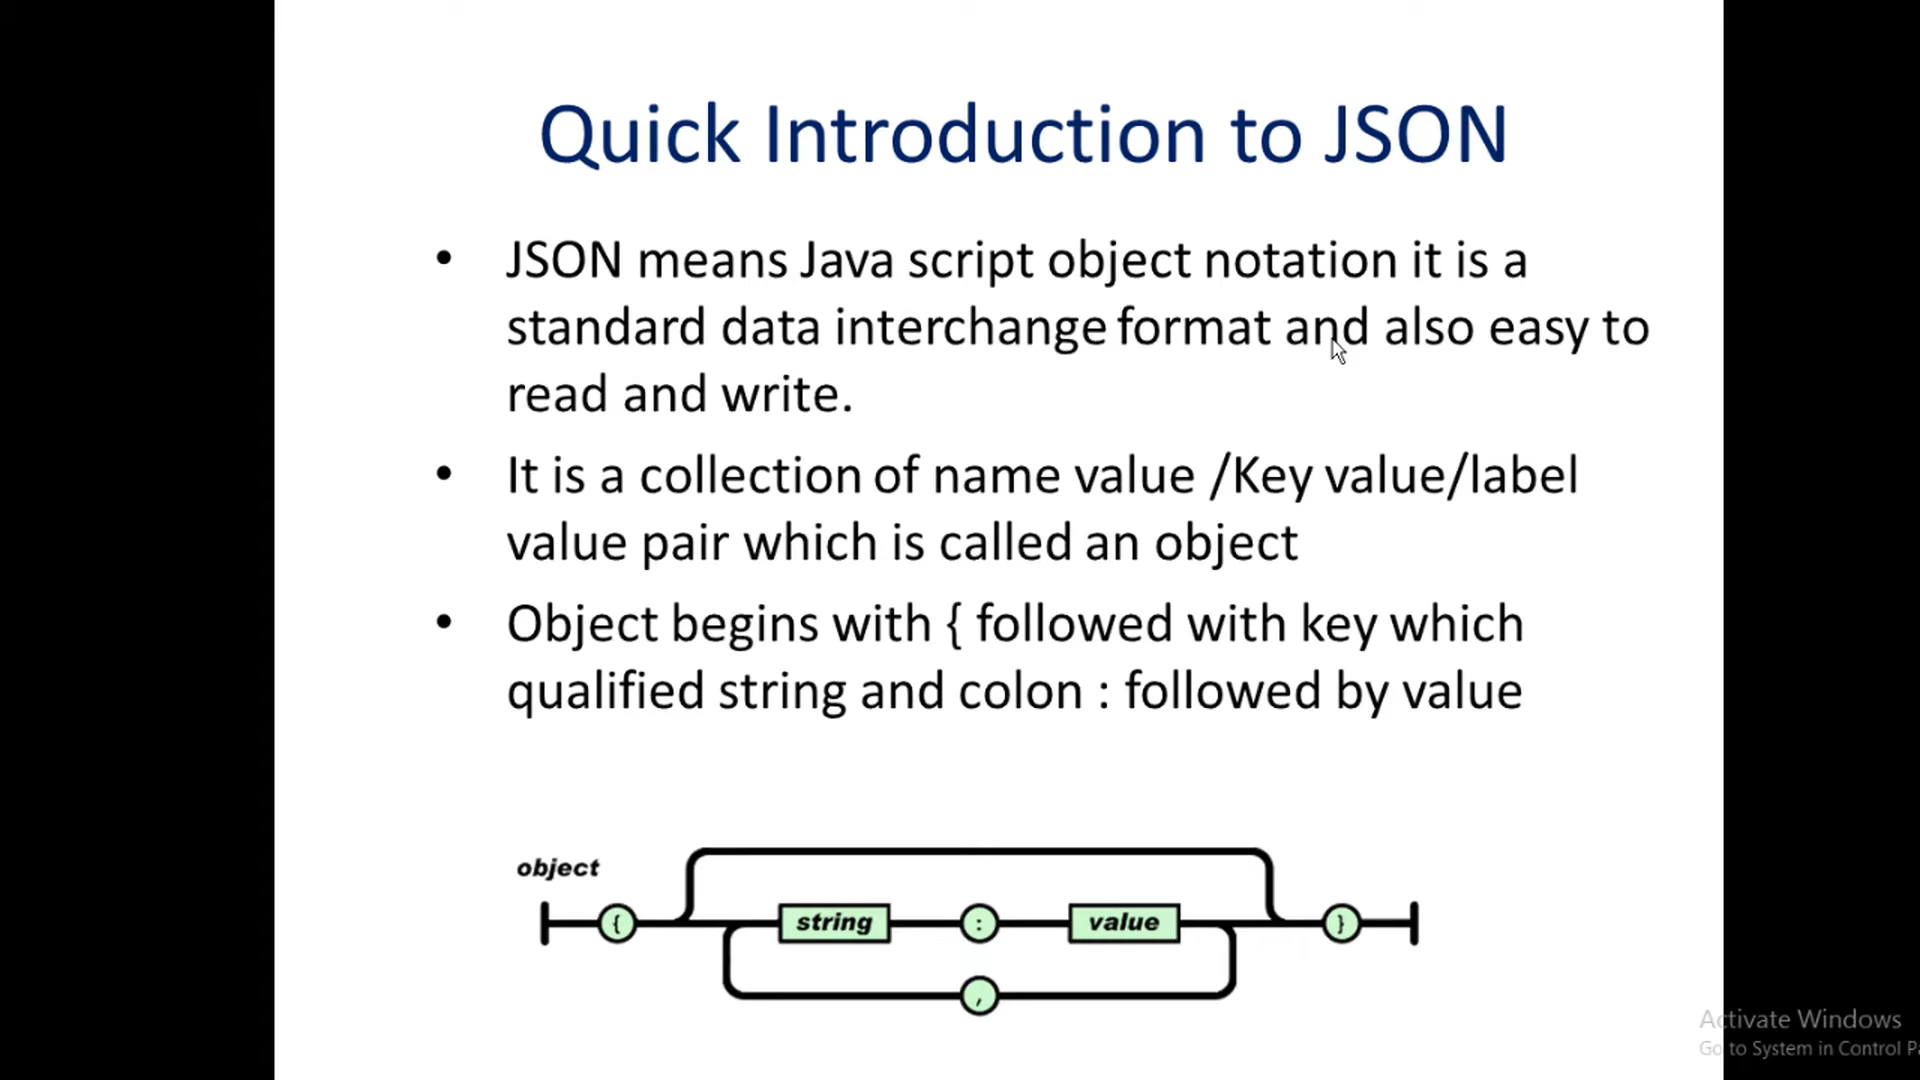 Quick Introduction to JSON
• JSON means Java script object notation it is a
standard data interchange format and also easy to
read and write.
• It is a collection of name value /Key value/label
value pair which is called an object
• Object begins with { followed with key which
qualified string and colon : followed by value
object
{ string : value }
,
Activate Windows
Go to System in Control